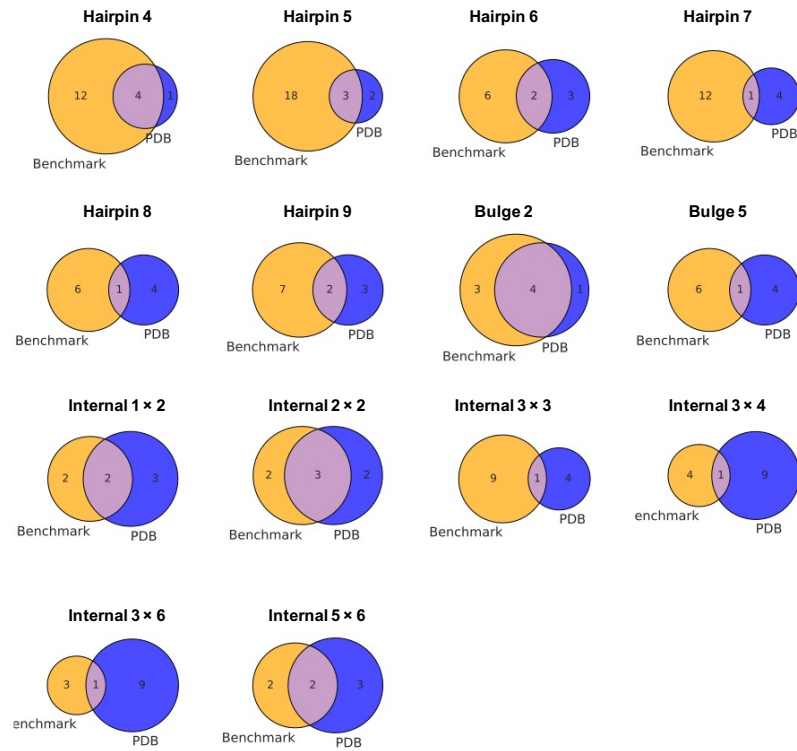 Hairpin 4
12 4 1
PDB
Benchmark
Hairpin 5
18 3 2
PDB
Benchmark
Hairpin 6
6 2 3
PDB
Benchmark
Hairpin 7
12 1 4
PDB
Benchmark
Hairpin 8
6 1 4
PDB
Benchmark
Hairpin 9
7 2 3
PDB
Benchmark
Bulge 2
3 4 1
PDB
Benchmark
Bulge 5
6 1 4
PDB
Benchmark
Internal 1 × 2
2 2 3
PDB
Benchmark
Internal 2 × 2
2 3 2
PDB
Benchmark
Internal 3 × 3
9 1 4
PDB
Benchmark
Internal 3 × 4
4 1 9
enchmark
PDB
Internal 3 × 6
3 1 9
enchmark
PDB
Internal 5 × 6
2 2 3
Benchmark
PDB